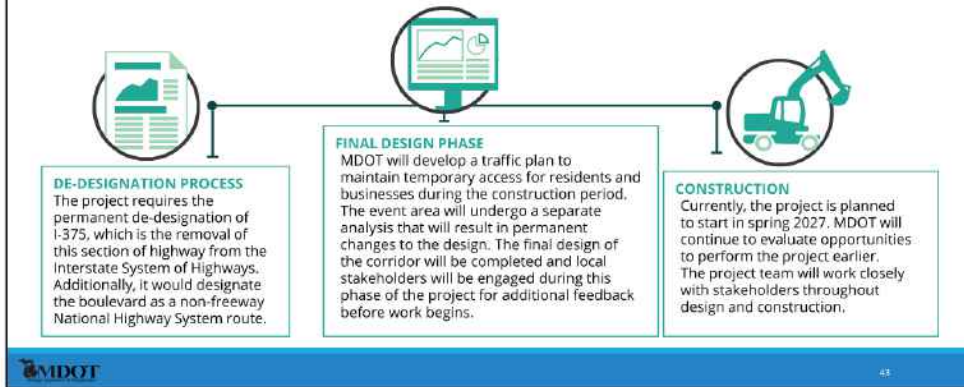 DE-DESIGNATION PROCESS
The project requires the
permanent de-designation of
I-375, which is the removal of
this section of highway from the
Interstate System of Highways.
Additionally, it would designate
the boulevard as a non-freeway
National Highway System route.
FINAL DESIGN PHASE
MDOT will develop a traffic plan to
maintain temporary access for residents and
businesses during the construction period.
The event area will undergo a separate
analysis that will result in permanent
changes to the design. The final design of
the corridor will be completed and local
stakeholders will be engaged during this
phase of the project for additional feedback
before work begins.
CONSTRUCTION
Currently, the project is planned
to start in spring 2027. MDOT will
continue to evaluate opportunities
to perform the project earlier.
The project team will work closely
with stakeholders throughout
design and construction.
MDOT
43